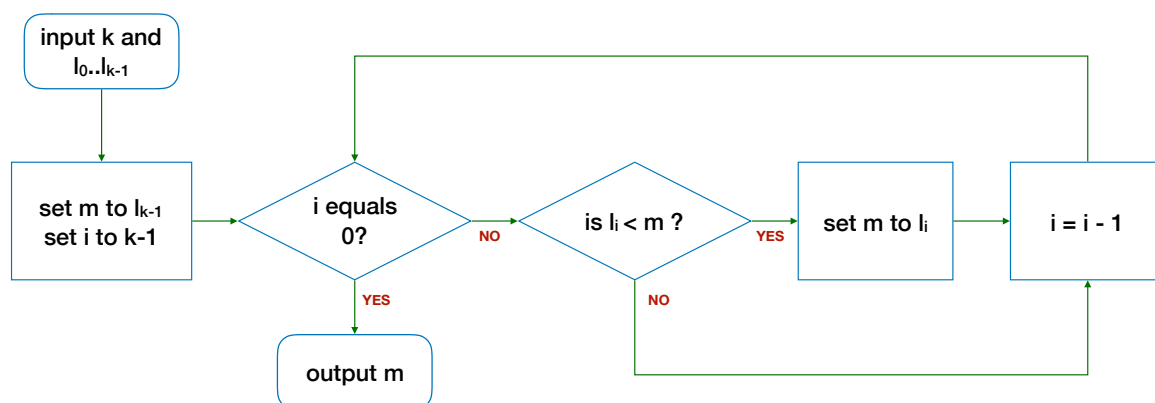 input k and
l₀..lₖ₋₁
set m to lₖ₋₁
set i to k-1
i equals
0?
NO
YES
is lᵢ < m ?
YES
NO
set m to lᵢ
i = i - 1
output m